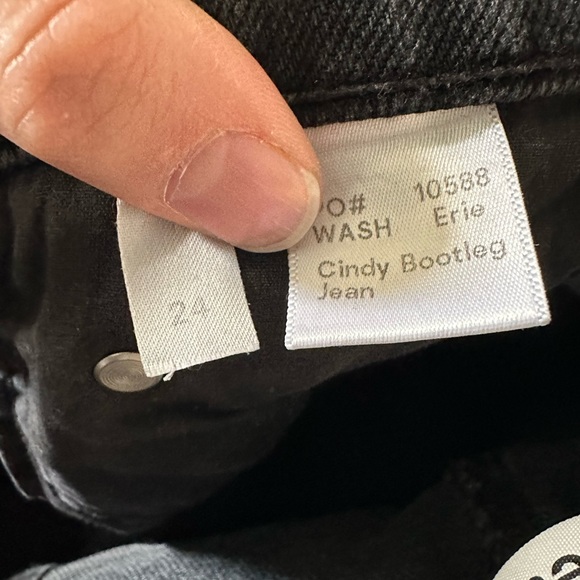 O# 10588
WASH Erie
Cindy Bootleg
Jean
24